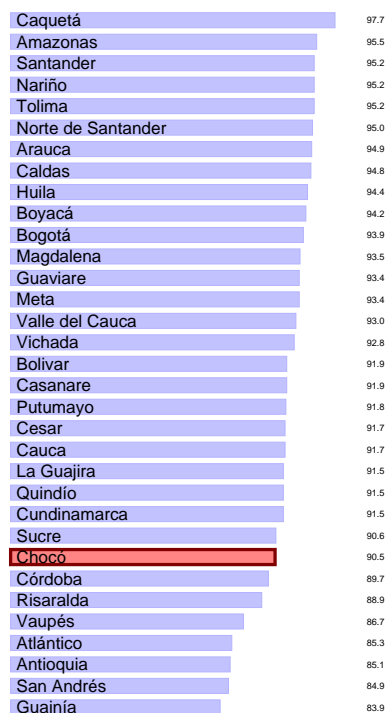 Caquetá 97.7
Amazonas 95.5
Santander 95.2
Nariño 95.2
Tolima 95.2
Norte de Santander 95.0
Arauca 94.9
Caldas 94.8
Huila 94.4
Boyacá 94.2
Bogotá 93.9
Magdalena 93.5
Guaviare 93.4
Meta 93.4
Valle del Cauca 93.0
Vichada 92.8
Bolivar 91.9
Casanare 91.9
Putumayo 91.8
Cesar 91.7
Cauca 91.7
La Guajira 91.5
Quindío 91.5
Cundinamarca 91.5
Sucre 90.6
Chocó 90.5
Córdoba 89.7
Risaralda 88.9
Vaupés 86.7
Atlántico 85.3
Antioquia 85.1
San Andrés 84.9
Guainía 83.9